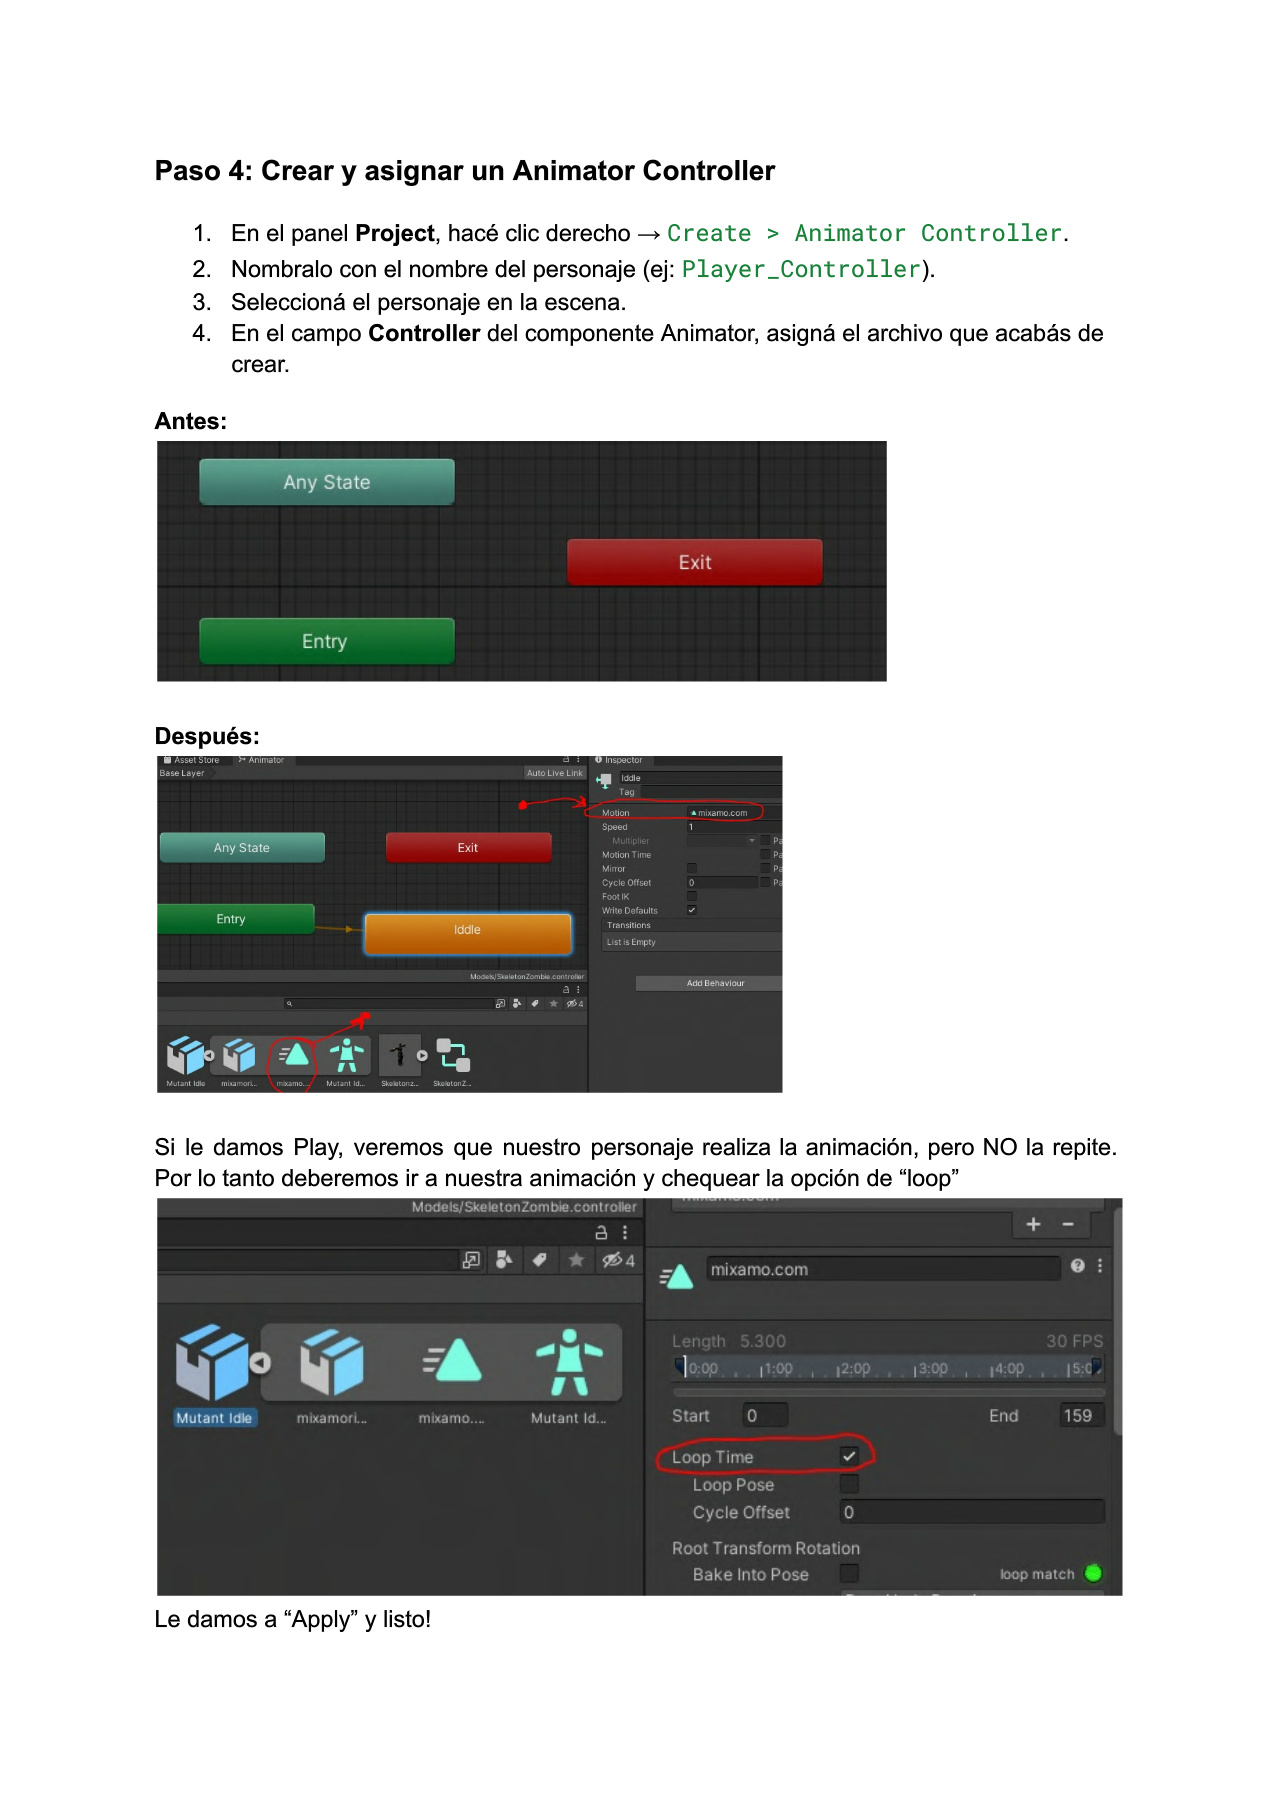 Paso 4: Crear y asignar un Animator Controller
1. En el panel Project, hacé clic derecho → Create > Animator Controller.
2. Nombralo con el nombre del personaje (ej: Player_Controller).
3. Seleccioná el personaje en la escena.
4. En el campo Controller del componente Animator, asigná el archivo que acabás de
crear.
Antes:
Any State
Exit
Entry
Después:
Asset Store Animator
Base Layer Auto Live Link
Any State Exit
Entry
Iddle
Models/SkeletonZombie.controller
4
Mutant Idle mixamori... mixamo... Mutant Id... Skeletonz... SkeletonZ...
Inspector
Iddle
Tag
Motion mixamo.com
Speed 1
Multiplier Pa
Motion Time Pa
Mirror Pa
Cycle Offset 0 Pa
Foot IK
Write Defaults
Transitions
List is Empty
Add Behaviour
Si le damos Play, veremos que nuestro personaje realiza la animación, pero NO la repite.
Por lo tanto deberemos ir a nuestra animación y chequear la opción de “loop”
Models/SkeletonZombie.controller
4
Mutant Idle mixamori... mixamo.... Mutant Id...
mixamo.com
+ −
mixamo.com
Length 5.300 30 FPS
0:00 1:00 2:00 3:00 4:00 5:0
Start 0 End 159
Loop Time
Loop Pose
Cycle Offset 0
Root Transform Rotation
Bake Into Pose loop match
Le damos a “Apply” y listo!